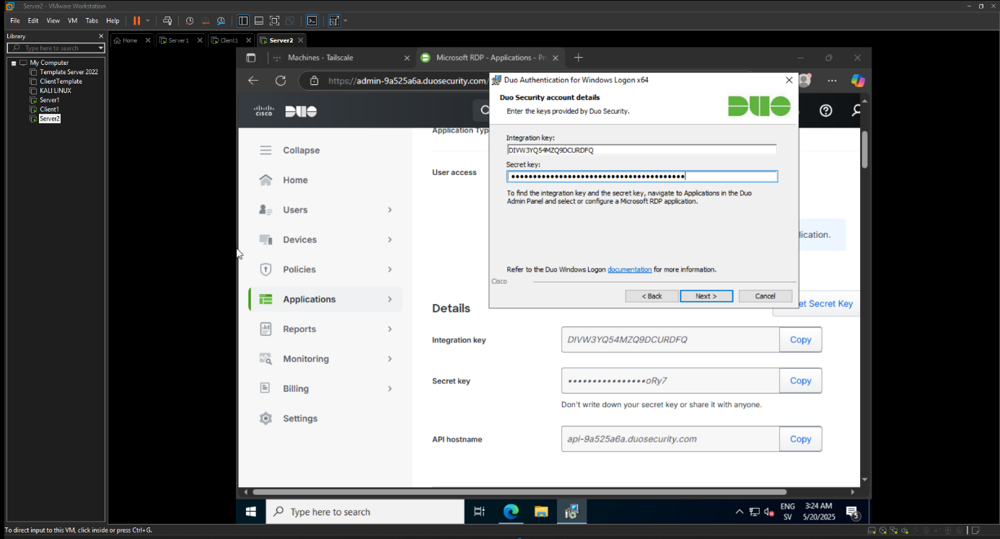 Server2 - VMware Workstation
File Edit View VM Tabs Help
Library
Type here to search
My Computer
Template Server 2022
ClientTemplate
KALI LINUX
Server1
Client1
Server2
Home Server1 Client1 Server2
Machines - Tailscale
Microsoft RDP - Applications - Pr
https://admin-9a525a6a.duosecurity.com/
CISCO DUO
Collapse
Home
Users
Devices
Policies
Applications
Reports
Monitoring
Billing
Settings
Application Typ
User access
lication.
Duo Authentication for Windows Logon x64
Duo Security account details
Enter the keys provided by Duo Security.
DUO
Integration key:
DIVW3YQ54MZQ9DCURDFQ
Secret key:
••••••••••••••••••••••••••••••••••••••••
To find the integration key and the secret key, navigate to Applications in the Duo
Admin Panel and select or configure a Microsoft RDP application.
Refer to the Duo Windows Logon documentation for more information.
Cisco
< Back Next > Cancel
Details
et Secret Key
Integration key
DIVW3YQ54MZQ9DCURDFQ
Copy
Secret key
••••••••••••••••oRy7
Copy
Don't write down your secret key or share it with anyone.
API hostname
api-9a525a6a.duosecurity.com
Copy
Type here to search
ENG
SV
3:24 AM
5/20/2025
5
To direct input to this VM, click inside or press Ctrl+G.